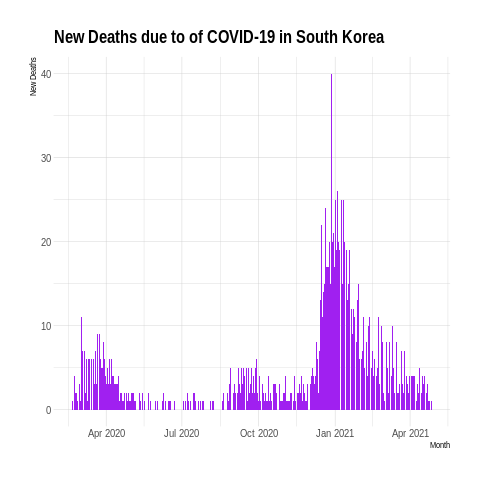 New Deaths due to of COVID-19 in South Korea
New Deaths
40
30
20
10
0
Apr 2020
Jul 2020
Oct 2020
Jan 2021
Apr 2021
Month